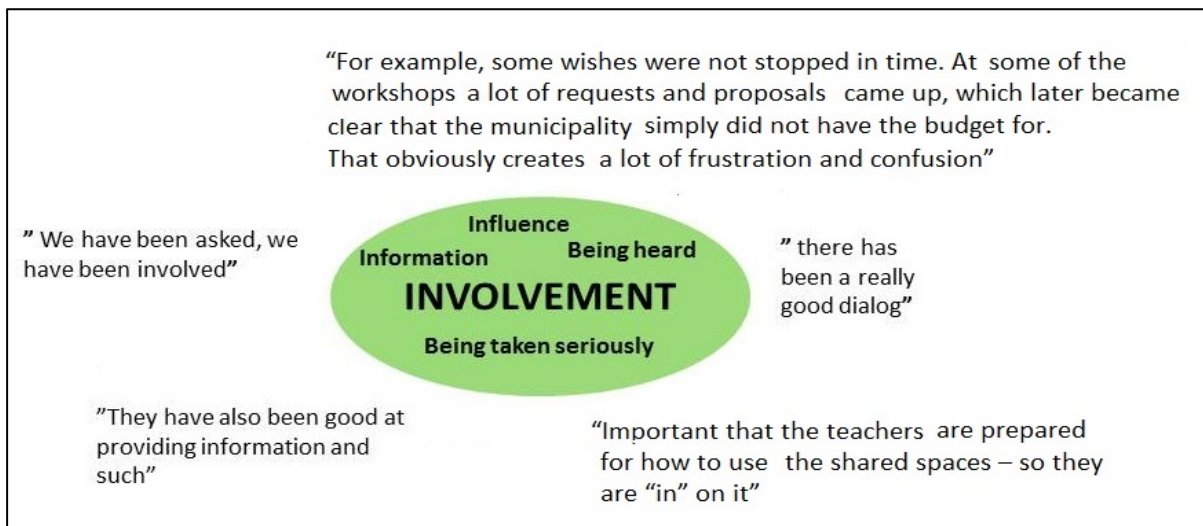 “For example, some wishes were not stopped in time. At some of the
workshops a lot of requests and proposals came up, which later became
clear that the municipality simply did not have the budget for.
That obviously creates a lot of frustration and confusion”
” We have been asked, we
have been involved”
Influence
Information
Being heard
INVOLVEMENT
Being taken seriously
” there has
been a really
good dialog”
”They have also been good at
providing information and
such”
“Important that the teachers are prepared
for how to use the shared spaces – so they
are “in” on it”